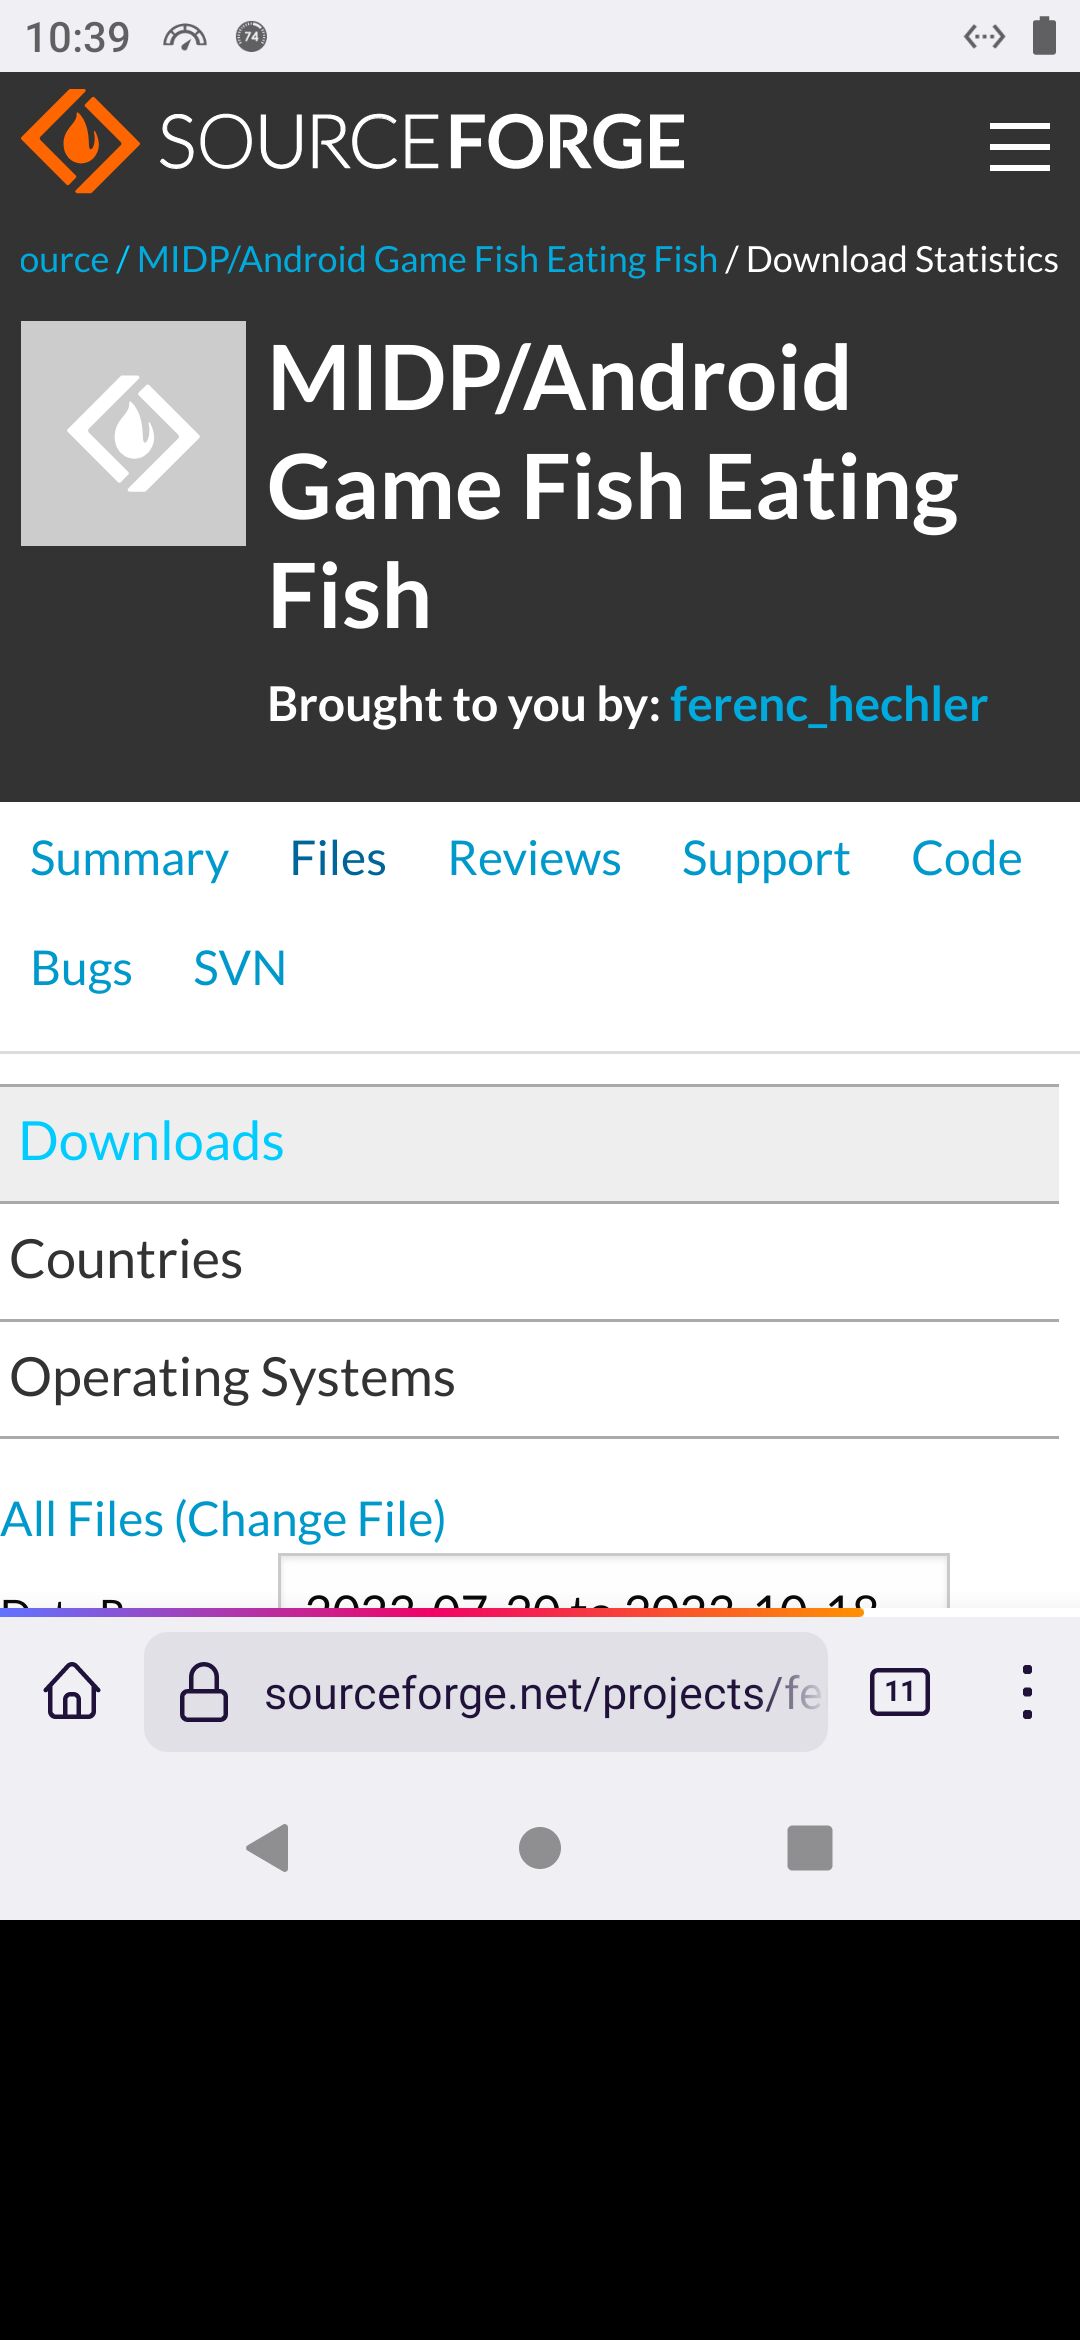 10:39
74
SOURCEFORGE
ource / MIDP/Android Game Fish Eating Fish / Download Statistics
MIDP/Android
Game Fish Eating
Fish
Brought to you by: ferenc_hechler
Summary Files Reviews Support Code
Bugs SVN
Downloads
Countries
Operating Systems
All Files (Change File)
sourceforge.net/projects/fe
11